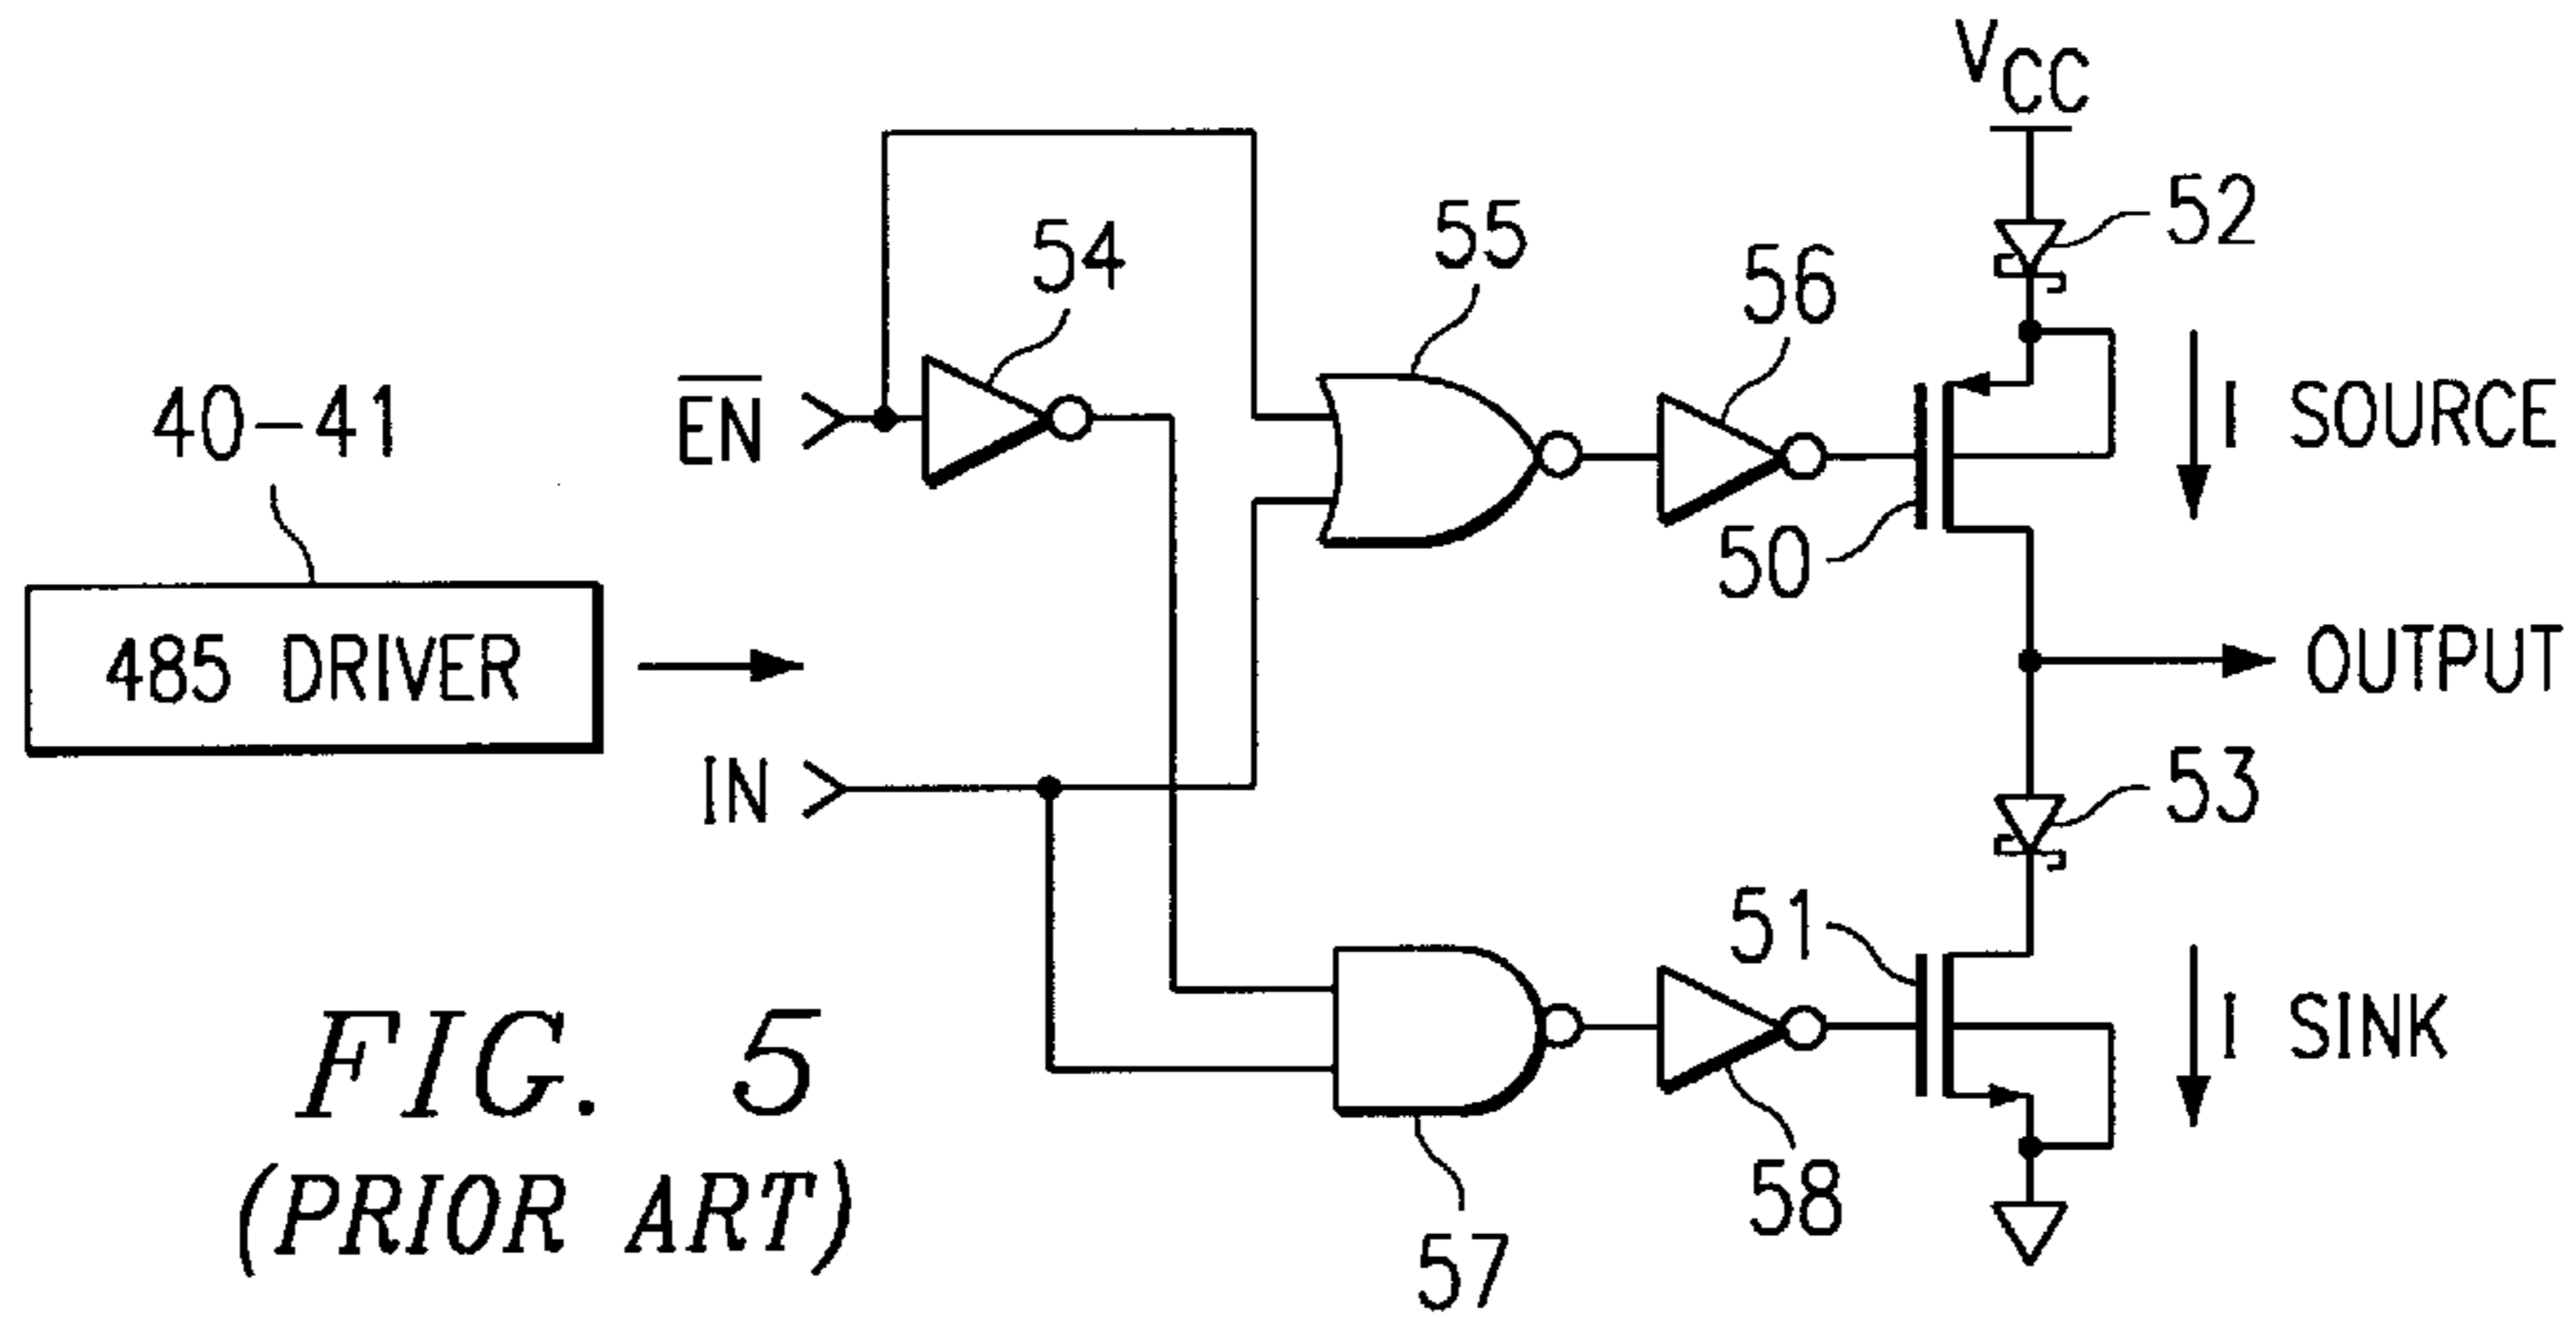 VCC
52
55
54
56
EN
40-41
I SOURCE
50
485 DRIVER
OUTPUT
IN
53
51
I SINK
58
57
FIG. 5
(PRIOR ART)